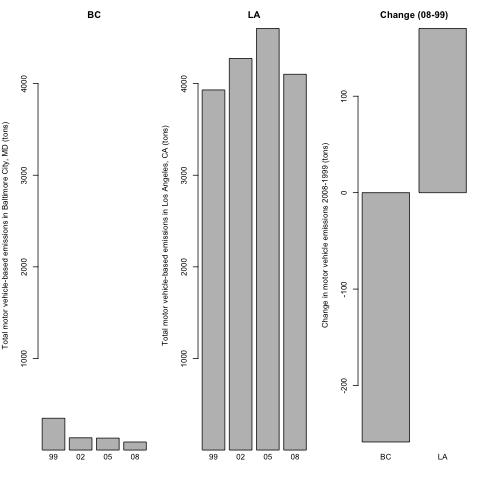 BC
Total motor vehicle-based emissions in Baltimore City, MD (tons)
4000
3000
2000
1000
99 02 05 08
LA
Total motor vehicle-based emissions in Los Angeles, CA (tons)
4000
3000
2000
1000
99 02 05 08
Change (08-99)
Change in motor vehicle emissions 2008-1999 (tons)
100
0
-100
-200
BC LA